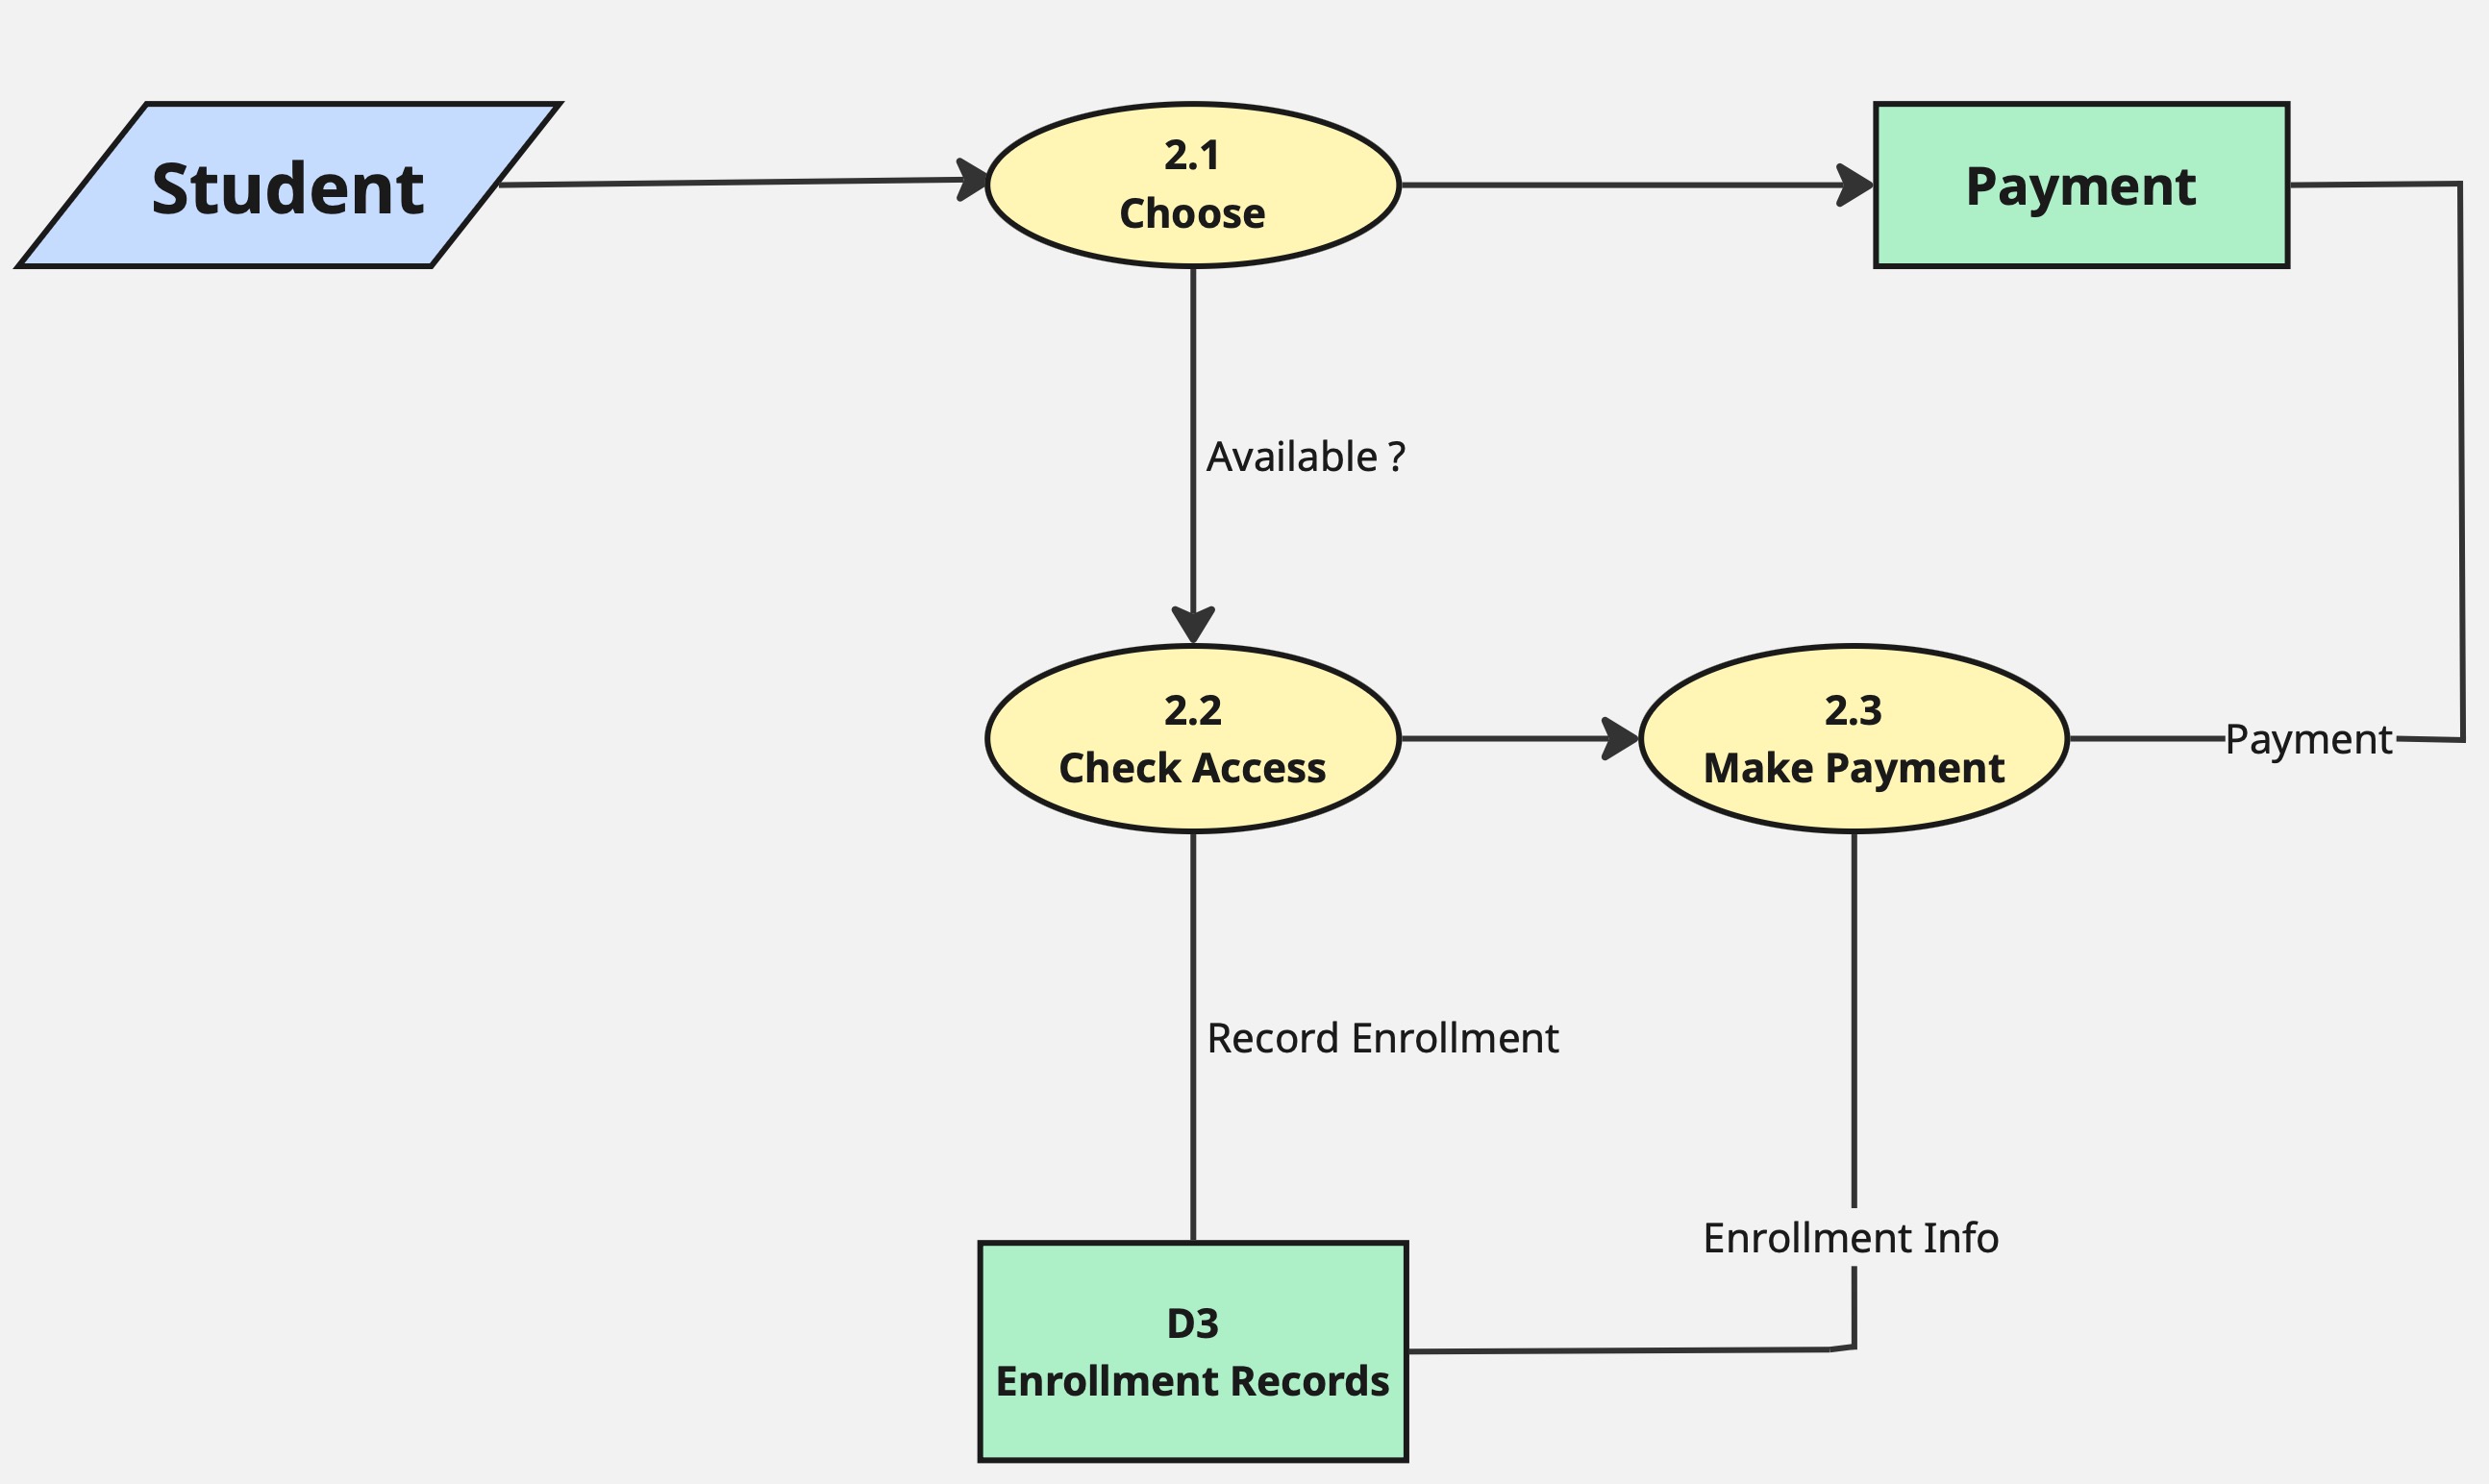 Student
2.1
Choose
Payment
Available ?
2.2
Check Access
2.3
Make Payment
Payment
Record Enrollment
Enrollment Info
D3
Enrollment Records